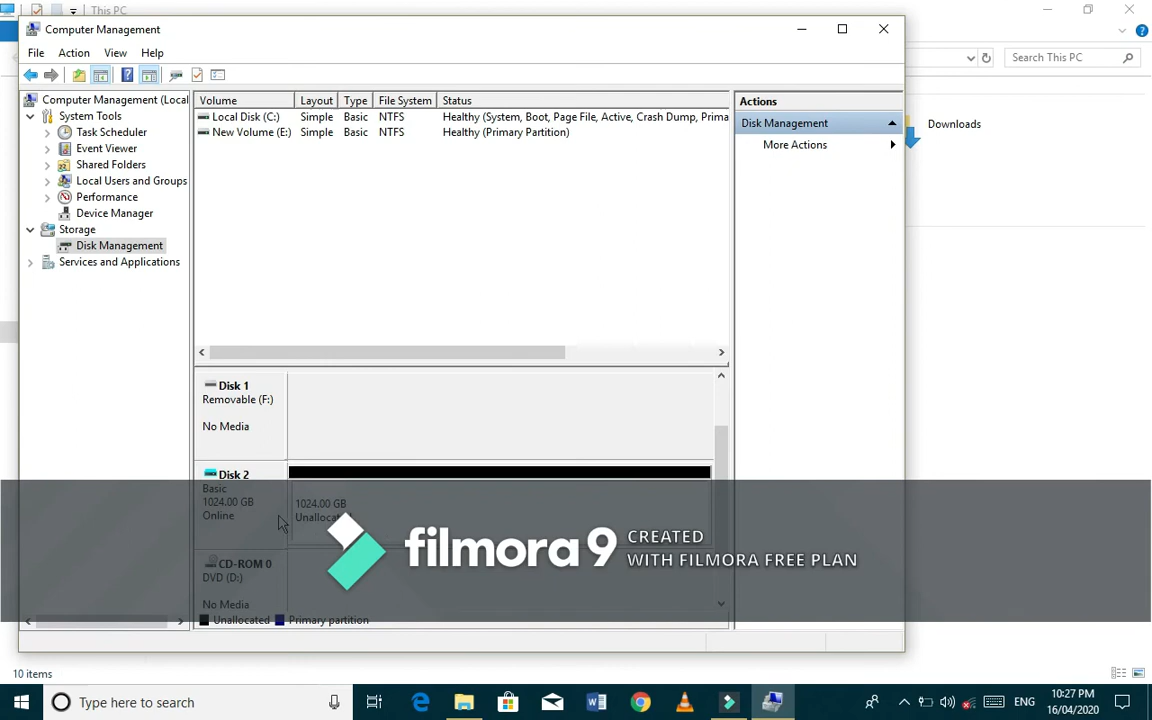 This PC
Computer Management
File Action View Help
Search This PC
Computer Management (Local
System Tools
Task Scheduler
Event Viewer
Shared Folders
Local Users and Groups
Performance
Device Manager
Storage
Disk Management
Services and Applications
Volume Layout Type File System Status
Local Disk (C:) Simple Basic NTFS Healthy (System, Boot, Page File, Active, Crash Dump, Prima
New Volume (E:) Simple Basic NTFS Healthy (Primary Partition)
Actions
Disk Management
More Actions
Downloads
Disk 1
Removable (F:)
No Media
Disk 2
Basic
1024.00 GB
Online
1024.00 GB
Unallocated
CD-ROM 0
DVD (D:)
No Media
Unallocated Primary partition
filmora 9 CREATED
WITH FILMORA FREE PLAN
10 items
Type here to search
ENG
10:27 PM
16/04/2020